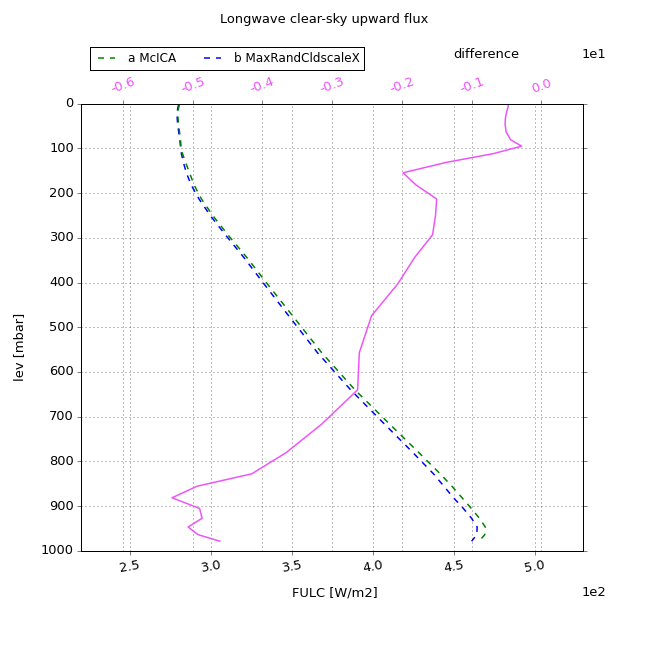 Longwave clear-sky upward flux
a McICA b MaxRandCldscaleX
difference 1e1
-0.6 -0.5 -0.4 -0.3 -0.2 -0.1 0.0
0
100
200
300
400
500
600
700
800
900
1000
lev [mbar]
2.5 3.0 3.5 4.0 4.5 5.0
FULC [W/m2] 1e2